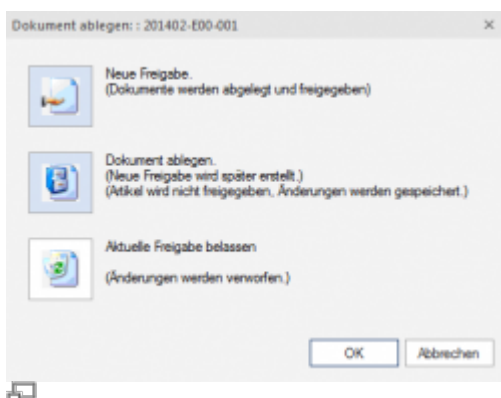 Dokument ablegen: : 201402-E00-001
Neue Freigabe.
(Dokumente werden abgelegt und freigegeben)
Dokument ablegen.
(Neue Freigabe wird später erstellt.)
(Artikel wird nicht freigegeben, Änderungen werden gespeichert.)
Aktuelle Freigabe belassen
(Änderungen werden verworfen.)
OK
Abbrechen